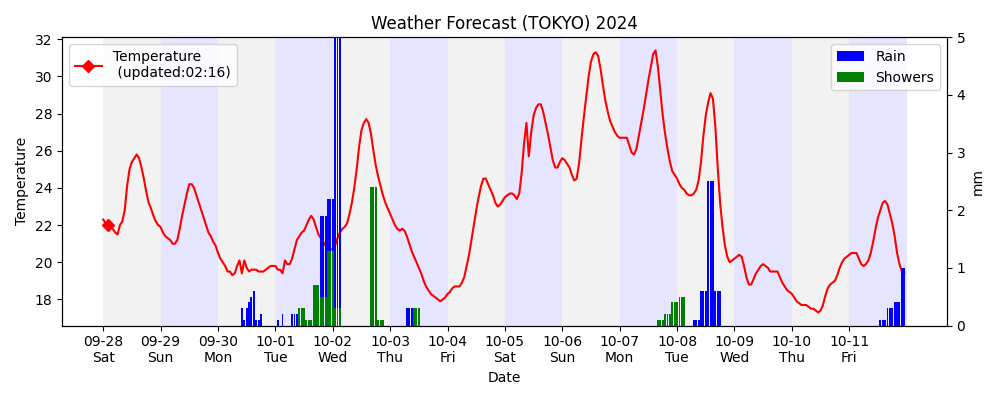 Weather Forecast (TOKYO) 2024
Temperature
(updated:02:16)
Rain
Showers
32
30
28
26
24
22
20
18
Temperature
5
4
3
2
1
0
mm
09-28 09-29 09-30 10-01 10-02 10-03 10-04 10-05 10-06 10-07 10-08 10-09 10-10 10-11
Sat Sun Mon Tue Wed Thu Fri Sat Sun Mon Tue Wed Thu Fri
Date